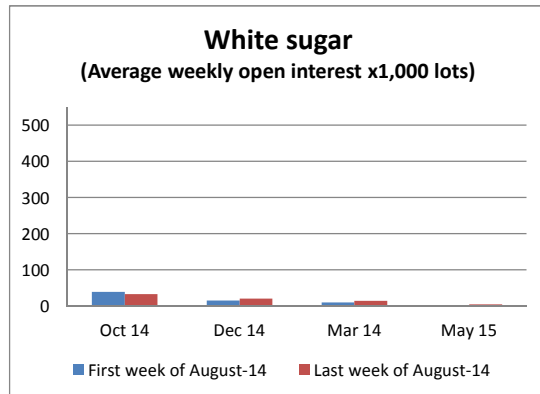 White sugar
(Average weekly open interest x1,000 lots)
500
400
300
200
100
0
Oct 14 Dec 14 Mar 14 May 15
First week of August-14 Last week of August-14